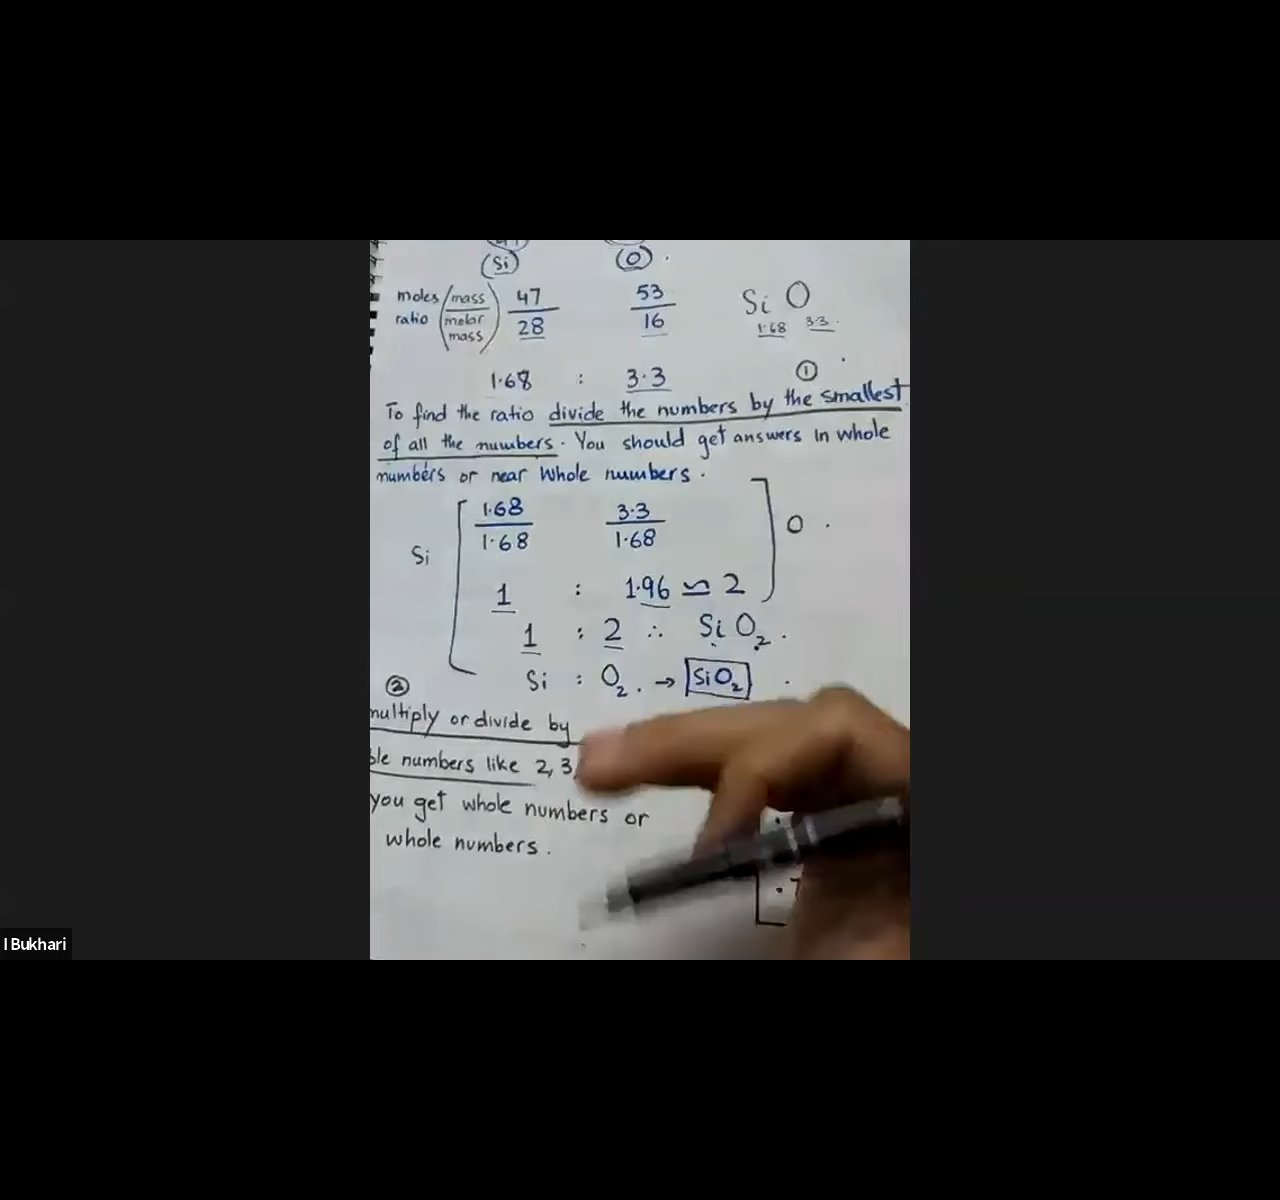 (Si) (O) .
moles ratio (mass / molar mass) 47/28 53/16 Si O
1.68 3.3 .
1.68 : 3.3 ①
To find the ratio divide the numbers by the smallest
of all the numbers. You should get answers in whole
numbers or near whole numbers.
1.68/1.68 3.3/1.68 O .
Si
1 : 1.96 ≃ 2
1 : 2 ∴ SiO₂.
Si : O₂. → SiO₂ .
②
multiply or divide by
numbers like 2, 3,
you get whole numbers or
whole numbers.
I Bukhari